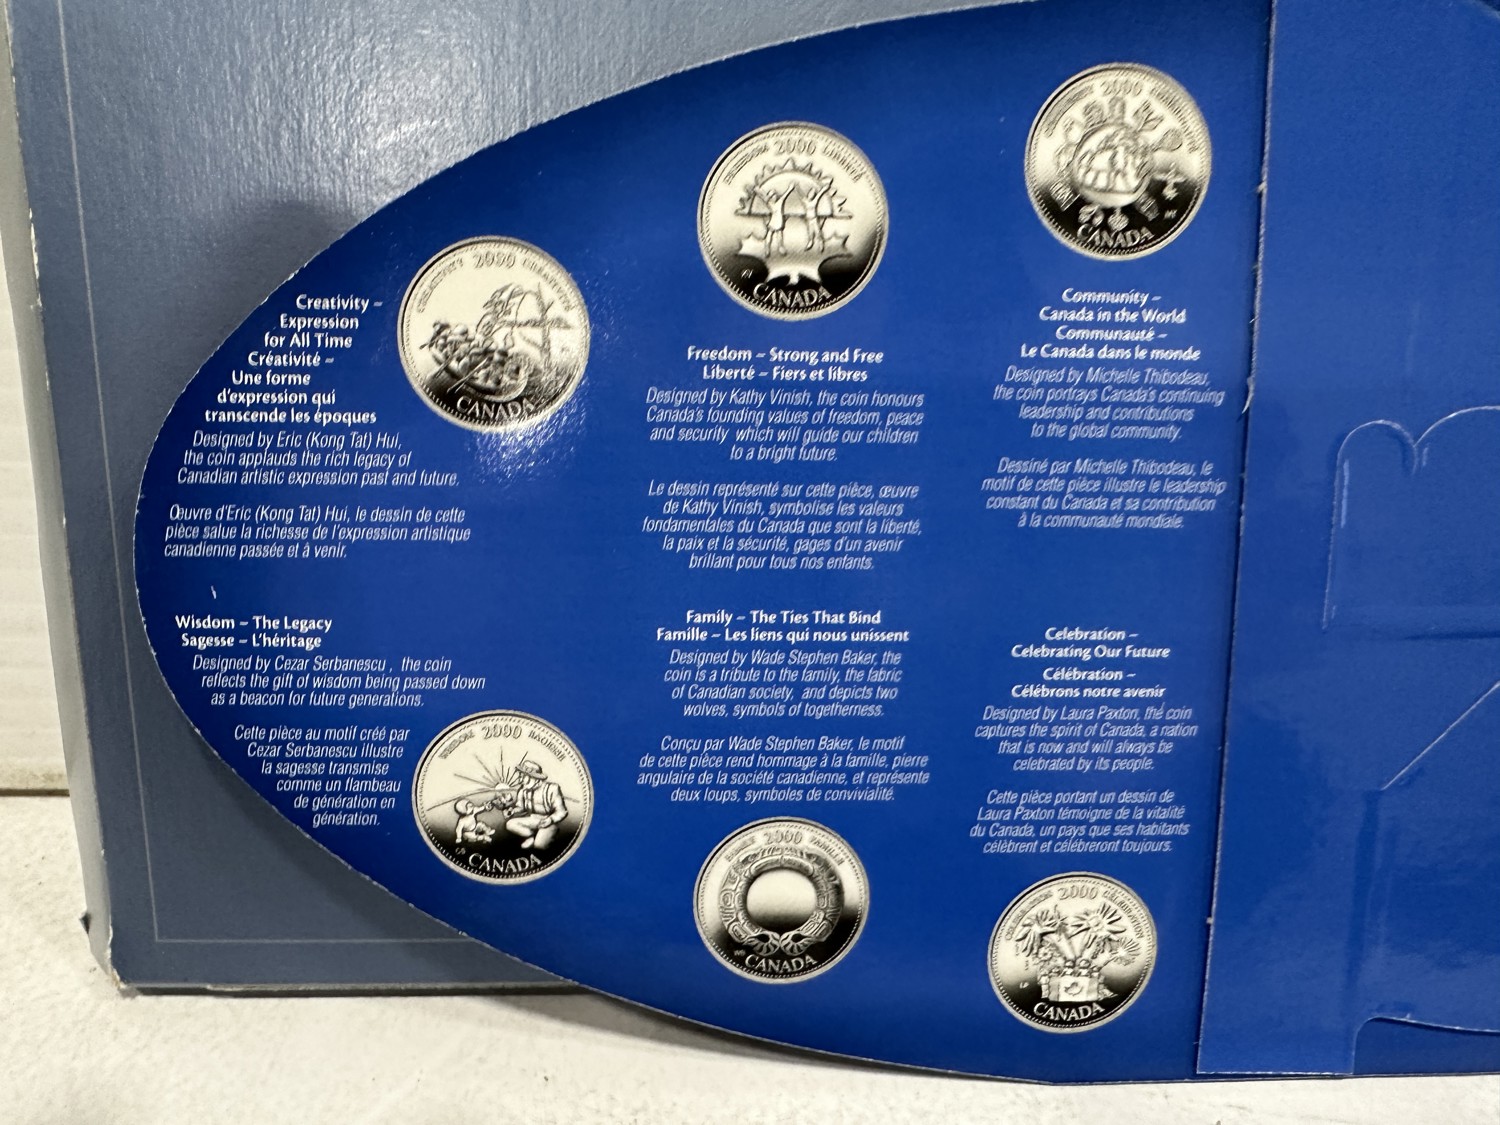 Creativity –
Expression
for All Time
Créativité –
Une forme
d'expression qui
transcende les époques
Designed by Eric (Kong Tat) Hui,
the coin applauds the rich legacy of
Canadian artistic expression past and future.
Œuvre d'Eric (Kong Tat) Hui, le dessin de cette
pièce salue la richesse de l'expression artistique
canadienne passée et à venir.
CREATIVITY 2000 CRÉATIVITÉ
CANADA
FREEDOM 2000 LIBERTÉ
CANADA
Freedom – Strong and Free
Liberté – Fiers et libres
Designed by Kathy Vinish, the coin honours
Canada's founding values of freedom, peace
and security which will guide our children
to a bright future.
Le dessin représenté sur cette pièce, œuvre
de Kathy Vinish, symbolise les valeurs
fondamentales du Canada que sont la liberté,
la paix et la sécurité, gages d'un avenir
brillant pour tous nos enfants.
2000
CANADA
Community –
Canada in the World
Communauté –
Le Canada dans le monde
Designed by Michelle Thibodeau,
the coin portrays Canada's continuing
leadership and contributions
to the global community.
Dessiné par Michelle Thibodeau, le
motif de cette pièce illustre le leadership
constant du Canada et sa contribution
à la communauté mondiale.
Wisdom – The Legacy
Sagesse – L'héritage
Designed by Cezar Serbanescu , the coin
reflects the gift of wisdom being passed down
as a beacon for future generations.
Cette pièce au motif créé par
Cezar Serbanescu illustre
la sagesse transmise
comme un flambeau
de génération en
génération.
WISDOM 2000 SAGESSE
CANADA
Family – The Ties That Bind
Famille – Les liens qui nous unissent
Designed by Wade Stephen Baker, the
coin is a tribute to the family, the fabric
of Canadian society, and depicts two
wolves, symbols of togetherness.
Conçu par Wade Stephen Baker, le motif
de cette pièce rend hommage à la famille, pierre
angulaire de la société canadienne, et représente
deux loups, symboles de convivialité.
FAMILY 2000 FAMILLE
CANADA
Celebration –
Celebrating Our Future
Célébration –
Célébrons notre avenir
Designed by Laura Paxton, the coin
captures the spirit of Canada, a nation
that is now and will always be
celebrated by its people.
Cette pièce portant un dessin de
Laura Paxton témoigne de la vitalité
du Canada, un pays que ses habitants
célèbrent et célébreront toujours.
CELEBRATION 2000 CÉLÉBRATION
LP
CANADA